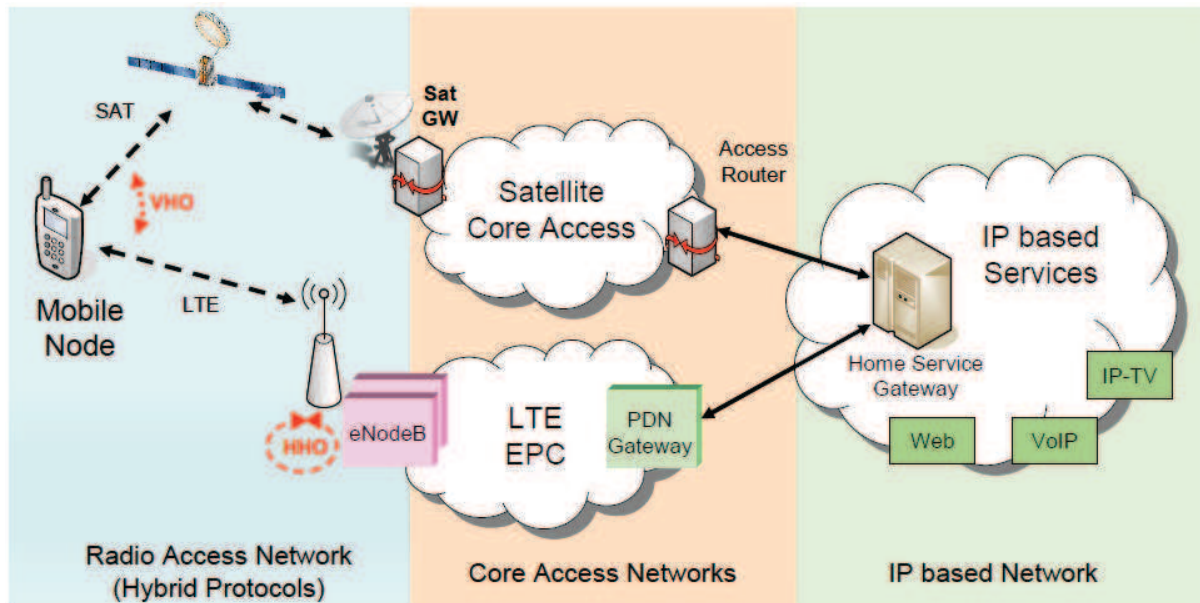 SAT
VHO
Mobile
Node
LTE
HHO
eNodeB
Radio Access Network
(Hybrid Protocols)
Sat
GW
Satellite
Core Access
Access
Router
LTE
EPC
PDN
Gateway
Core Access Networks
IP based
Services
Home Service
Gateway
IP-TV
Web
VoIP
IP based Network